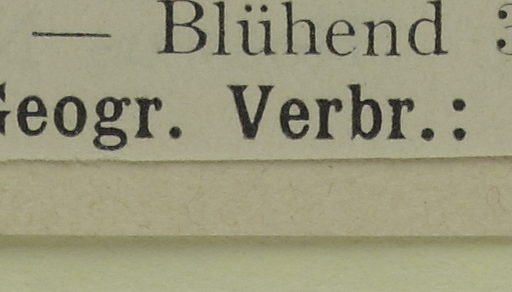 — Blühend
Geogr. Verbr.: